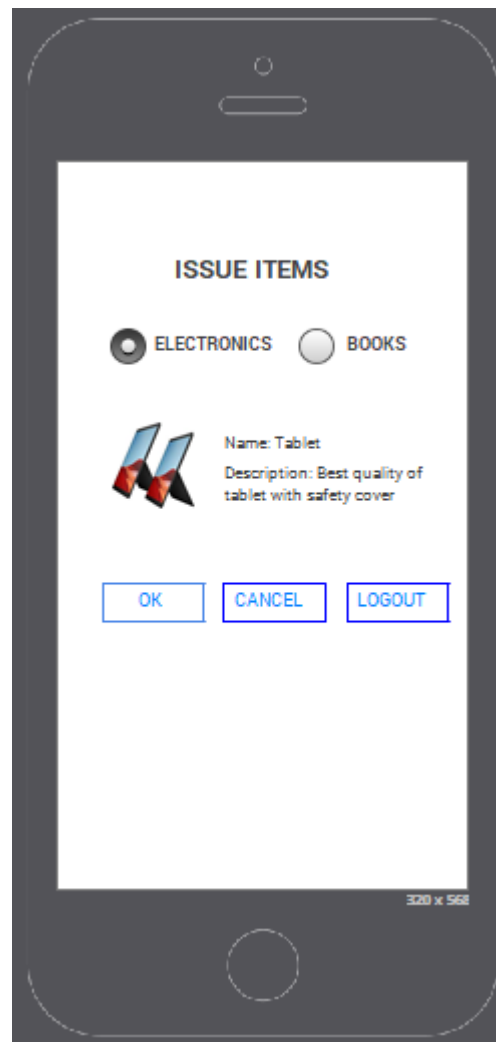 ISSUE ITEMS
ELECTRONICS BOOKS
Name: Tablet
Description: Best quality of
tablet with safety cover
OK CANCEL LOGOUT
320 x 568